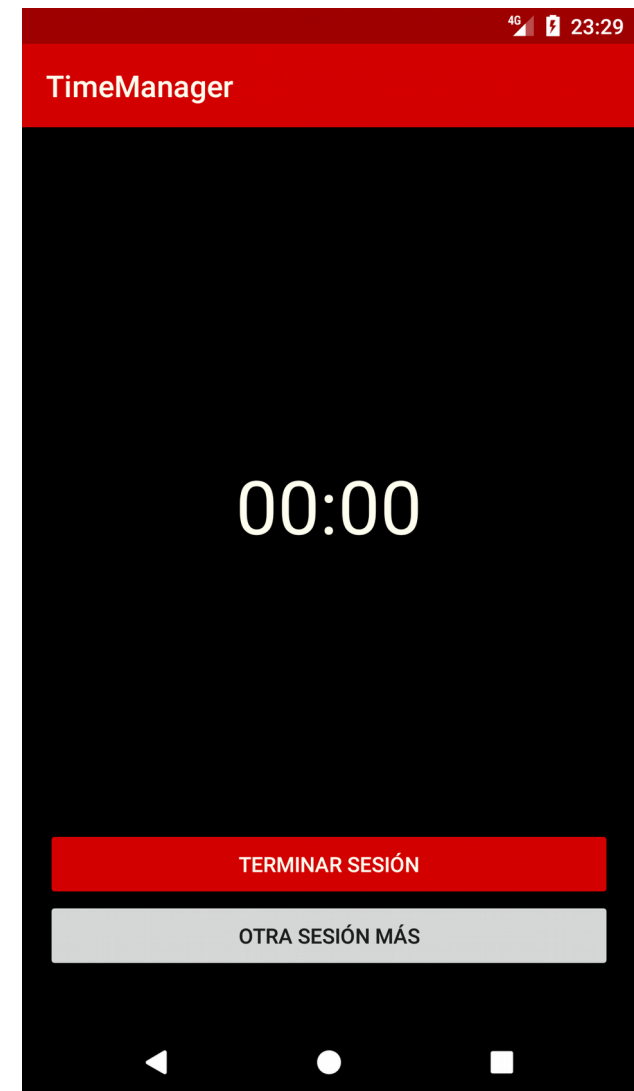 4G 23:29
TimeManager
00:00
TERMINAR SESIÓN
OTRA SESIÓN MÁS